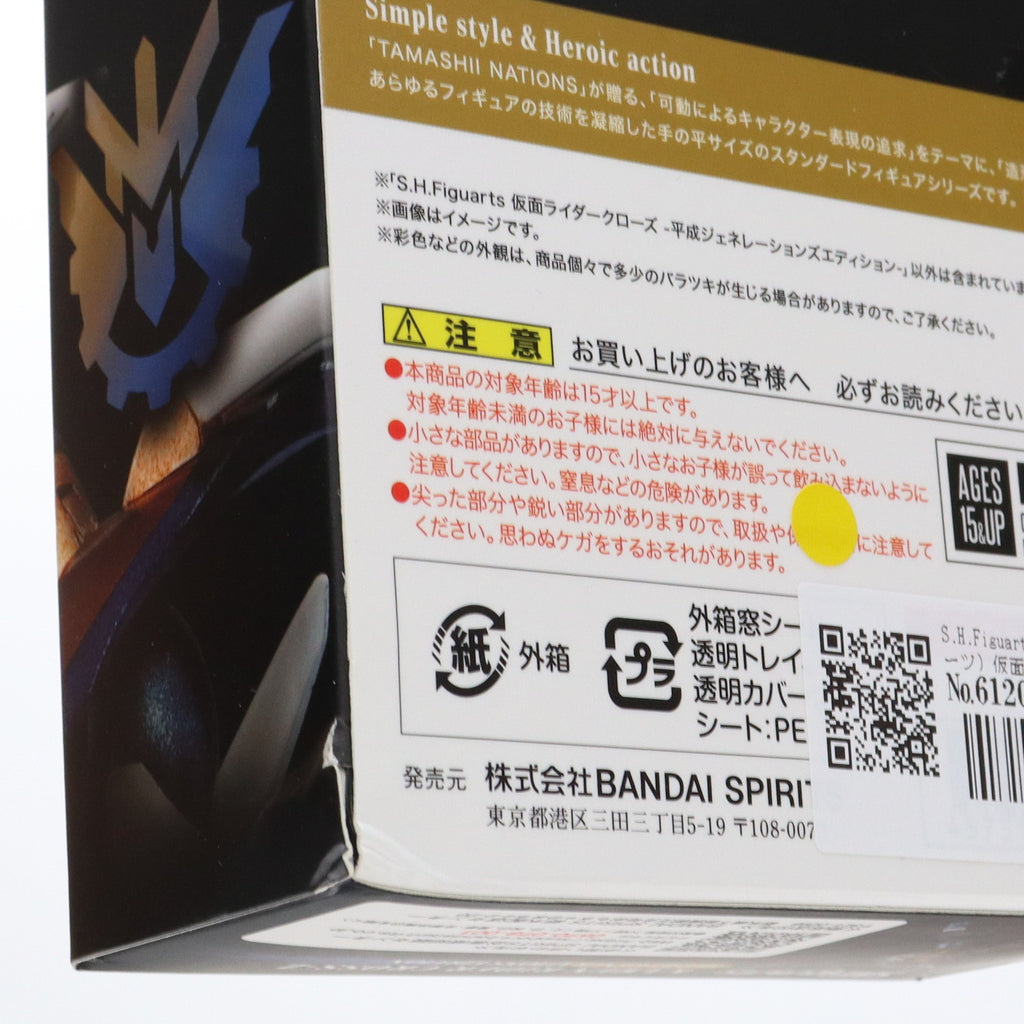 Simple style & Heroic action
「TAMASHII NATIONS」が贈る、「可動によるキャラクター表現の追求」をテーマに、「造
あらゆるフィギュアの技術を凝縮した手の平サイズのスタンダードフィギュアシリーズです。
※「S.H.Figuarts 仮面ライダークローズ -平成ジェネレーションズエディション-」以外は含まれていま
※画像はイメージです。
※彩色などの外観は、商品個々で多少のバラツキが生じる場合がありますので、ご了承ください。
注 意 お買い上げのお客様へ 必ずお読みください
●本商品の対象年齢は15才以上です。
対象年齢未満のお子様には絶対に与えないでください。
●小さな部品がありますので、小さなお子様が誤って飲み込まないように
注意してください。窒息などの危険があります。
●尖った部分や鋭い部分がありますので、取扱や に注意して
ください。思わぬケガをするおそれがあります。
AGES
15&UP
紙 外箱
プラ
外箱窓シー
透明トレイ
透明カバー
シート:PE
S.H.Figuart
ーツ) 仮面
No.6120
発売元 株式会社BANDAI SPIRIT
東京都港区三田三丁目5-19 〒108-007